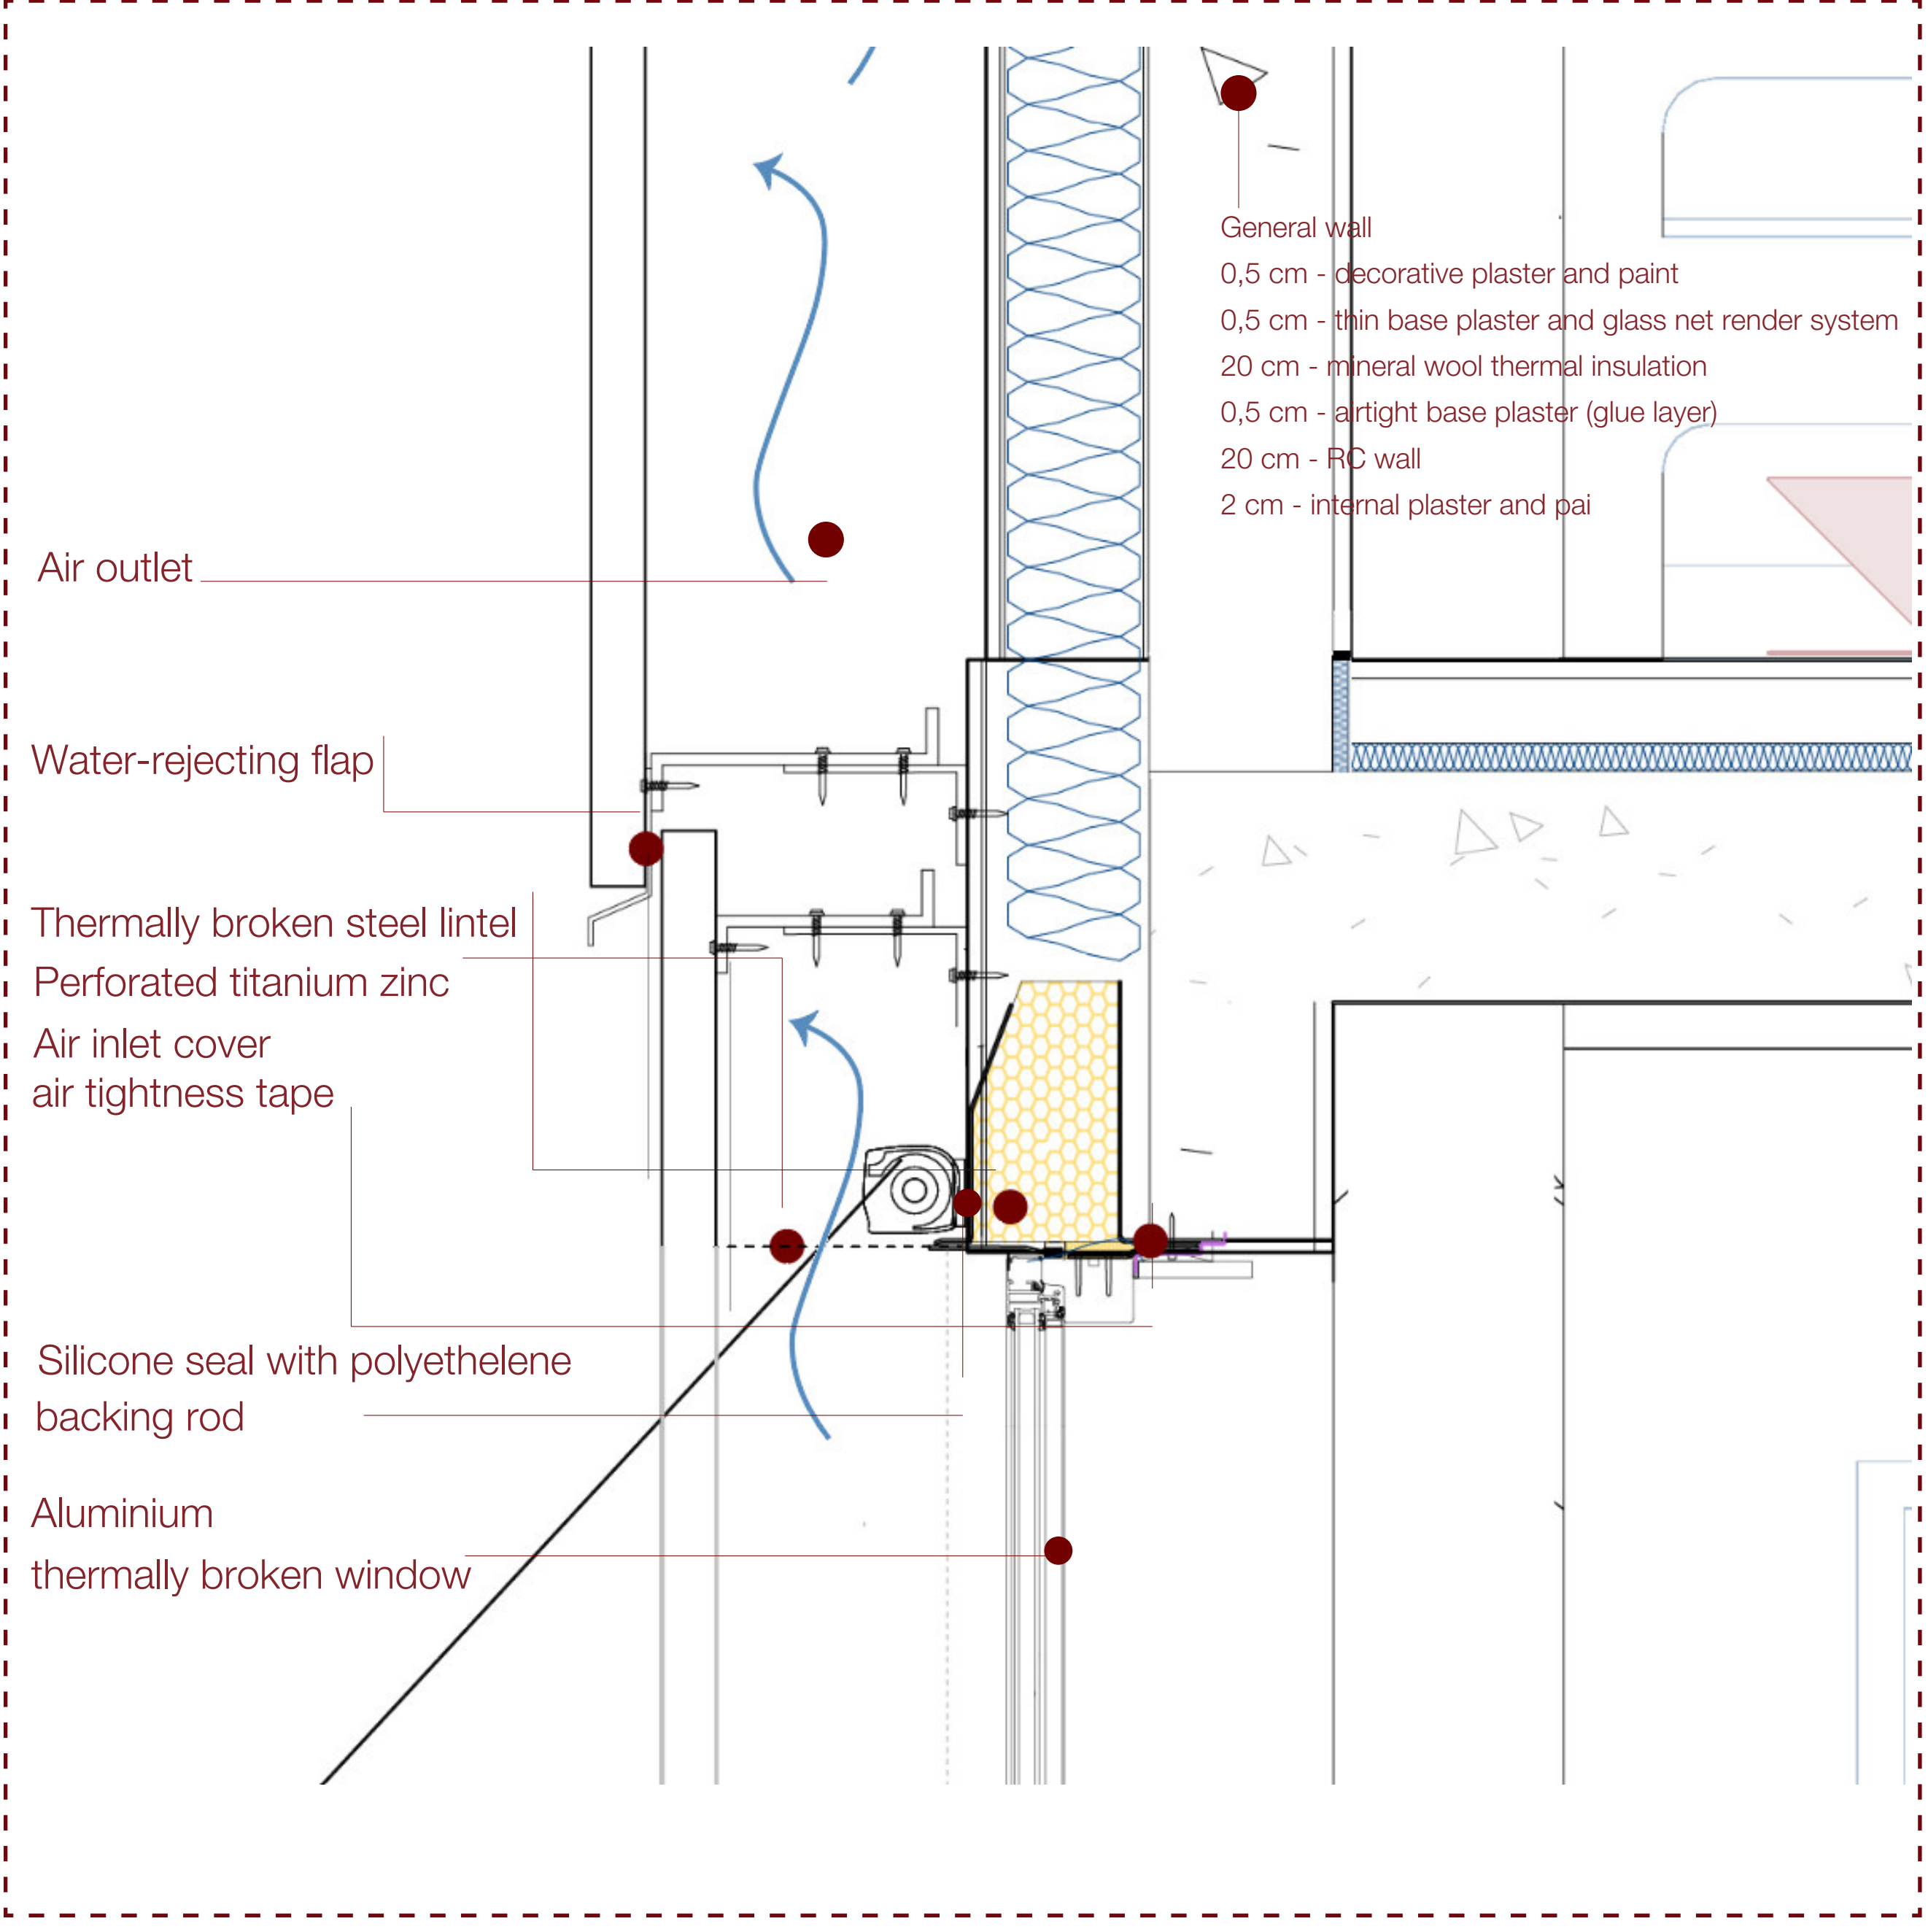 General wall
0,5 cm - decorative plaster and paint
0,5 cm - thin base plaster and glass net render system
20 cm - mineral wool thermal insulation
0,5 cm - airtight base plaster (glue layer)
20 cm - RC wall
2 cm - internal plaster and pai
Air outlet
Water-rejecting flap
Thermally broken steel lintel
Perforated titanium zinc
Air inlet cover
air tightness tape
Silicone seal with polyethelene
backing rod
Aluminium
thermally broken window